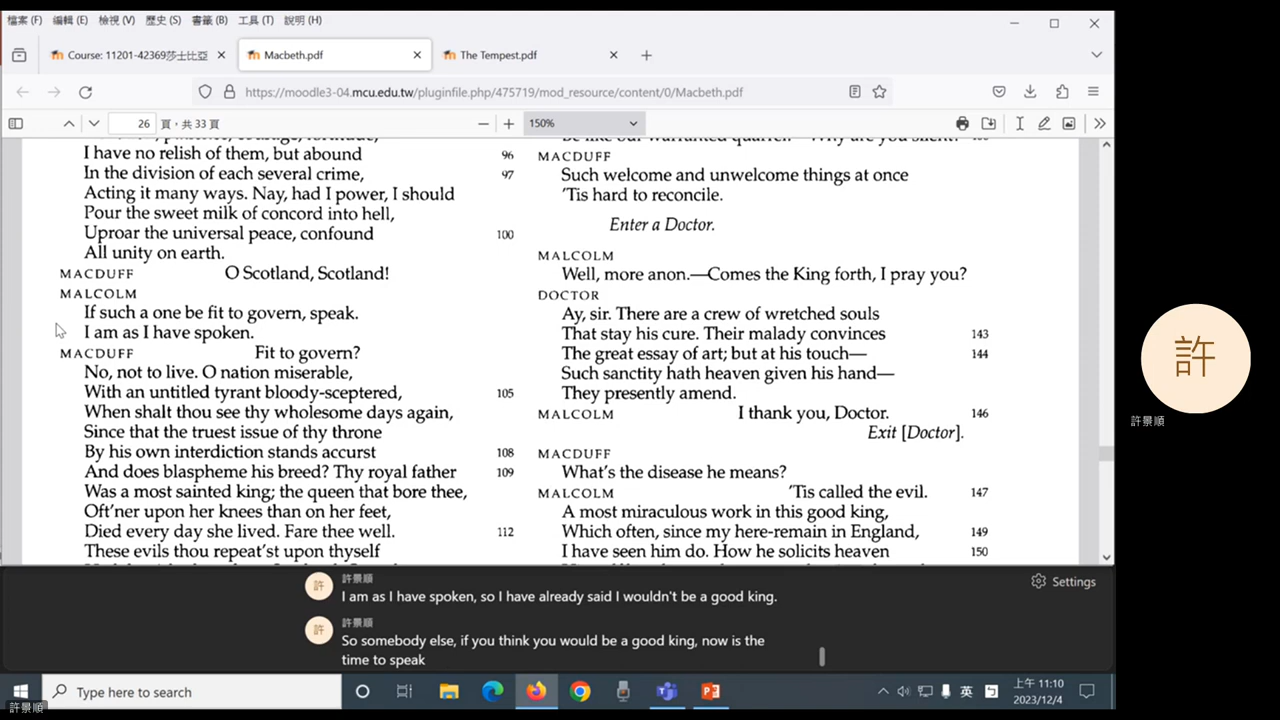 檔案 (F) 編輯 (E) 檢視 (V) 歷史 (S) 書籤 (B) 工具 (T) 說明 (H)
Course: 11201-42369莎士比亞
Macbeth.pdf
The Tempest.pdf
https://moodle3-04.mcu.edu.tw/pluginfile.php/475719/mod_resource/content/0/Macbeth.pdf
26 頁，共 33 頁
150%
I have no relish of them, but abound 96
In the division of each several crime, 97
Acting it many ways. Nay, had I power, I should
Pour the sweet milk of concord into hell,
Uproar the universal peace, confound 100
All unity on earth.
MACDUFF O Scotland, Scotland!
MALCOLM
If such a one be fit to govern, speak.
I am as I have spoken.
MACDUFF Fit to govern?
No, not to live. O nation miserable,
With an untitled tyrant bloody-sceptered, 105
When shalt thou see thy wholesome days again,
Since that the truest issue of thy throne
By his own interdiction stands accurst 108
And does blaspheme his breed? Thy royal father 109
Was a most sainted king; the queen that bore thee,
Oft'ner upon her knees than on her feet,
Died every day she lived. Fare thee well. 112
These evils thou repeat'st upon thyself
MACDUFF
Such welcome and unwelcome things at once
'Tis hard to reconcile.
Enter a Doctor.
MALCOLM
Well, more anon.—Comes the King forth, I pray you?
DOCTOR
Ay, sir. There are a crew of wretched souls
That stay his cure. Their malady convinces 143
The great essay of art; but at his touch— 144
Such sanctity hath heaven given his hand—
They presently amend.
MALCOLM I thank you, Doctor. 146
Exit [Doctor].
MACDUFF
What's the disease he means?
MALCOLM 'Tis called the evil. 147
A most miraculous work in this good king,
Which often, since my here-remain in England, 149
I have seen him do. How he solicits heaven 150
許
許景順
許
許景順
I am as I have spoken, so I have already said I wouldn't be a good king.
許
許景順
So somebody else, if you think you would be a good king, now is the
time to speak
Settings
Type here to search
英
上午 11:10
2023/12/4
許景順